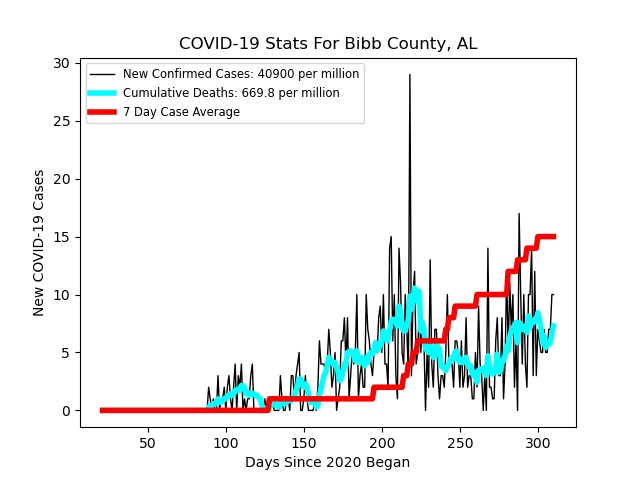 COVID-19 Stats For Bibb County, AL
New Confirmed Cases: 40900 per million
Cumulative Deaths: 669.8 per million
7 Day Case Average
New COVID-19 Cases
30
25
20
15
10
5
0
50 100 150 200 250 300
Days Since 2020 Began